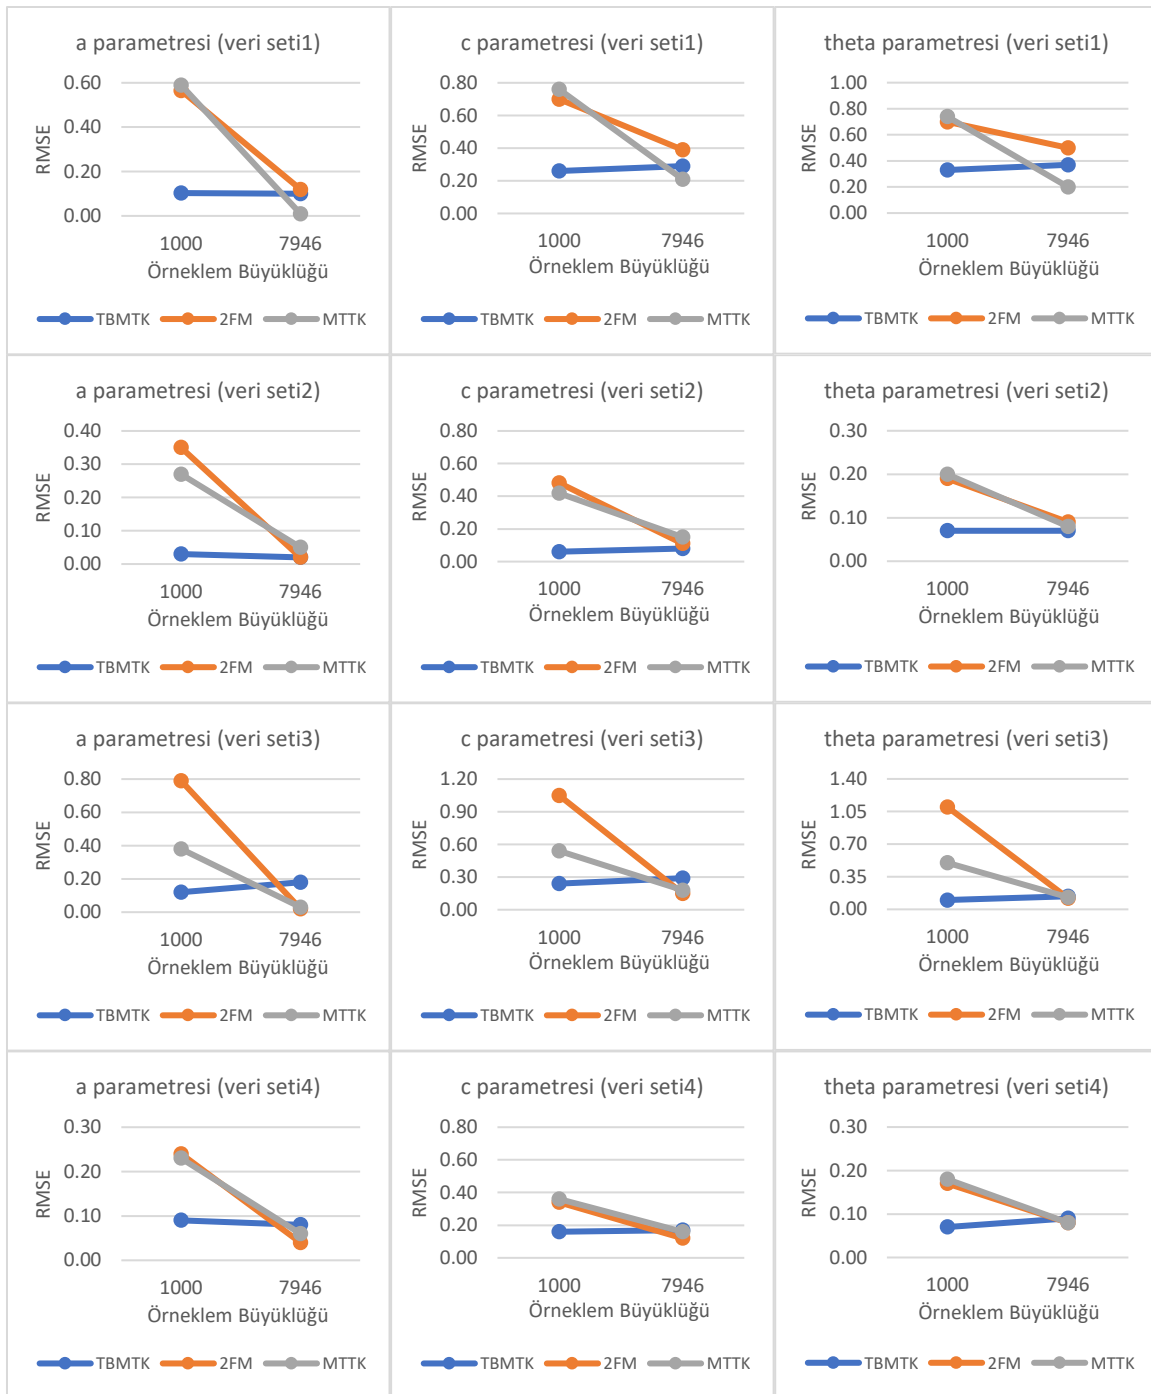 a parametresi (veri seti1)
0.60
0.40
0.20
0.00
RMSE
1000 7946
Örneklem Büyüklüğü
TBMTK 2FM MTTK
c parametresi (veri seti1)
0.80
0.60
0.40
0.20
0.00
RMSE
1000 7946
Örneklem Büyüklüğü
TBMTK 2FM MTTK
theta parametresi (veri seti1)
1.00
0.80
0.60
0.40
0.20
0.00
RMSE
1000 7946
Örneklem Büyüklüğü
TBMTK 2FM MTTK
a parametresi (veri seti2)
0.40
0.30
0.20
0.10
0.00
RMSE
1000 7946
Örneklem Büyüklüğü
TBMTK 2FM MTTK
c parametresi (veri seti2)
0.80
0.60
0.40
0.20
0.00
RMSE
1000 7946
Örneklem Büyüklüğü
TBMTK 2FM MTTK
theta parametresi (veri seti2)
0.30
0.20
0.10
0.00
RMSE
1000 7946
Örneklem Büyüklüğü
TBMTK 2FM MTTK
a parametresi (veri seti3)
0.80
0.60
0.40
0.20
0.00
RMSE
1000 7946
Örneklem Büyüklüğü
TBMTK 2FM MTTK
c parametresi (veri seti3)
1.20
0.90
0.60
0.30
0.00
RMSE
1000 7946
Örneklem Büyüklüğü
TBMTK 2FM MTTK
theta parametresi (veri seti3)
1.40
1.05
0.70
0.35
0.00
RMSE
1000 7946
Örneklem Büyüklüğü
TBMTK 2FM MTTK
a parametresi (veri seti4)
0.30
0.20
0.10
0.00
RMSE
1000 7946
Örneklem Büyüklüğü
TBMTK 2FM MTTK
c parametresi (veri seti4)
0.80
0.60
0.40
0.20
0.00
RMSE
1000 7946
Örneklem Büyüklüğü
TBMTK 2FM MTTK
theta parametresi (veri seti4)
0.30
0.20
0.10
0.00
RMSE
1000 7946
Örneklem Büyüklüğü
TBMTK 2FM MTTK